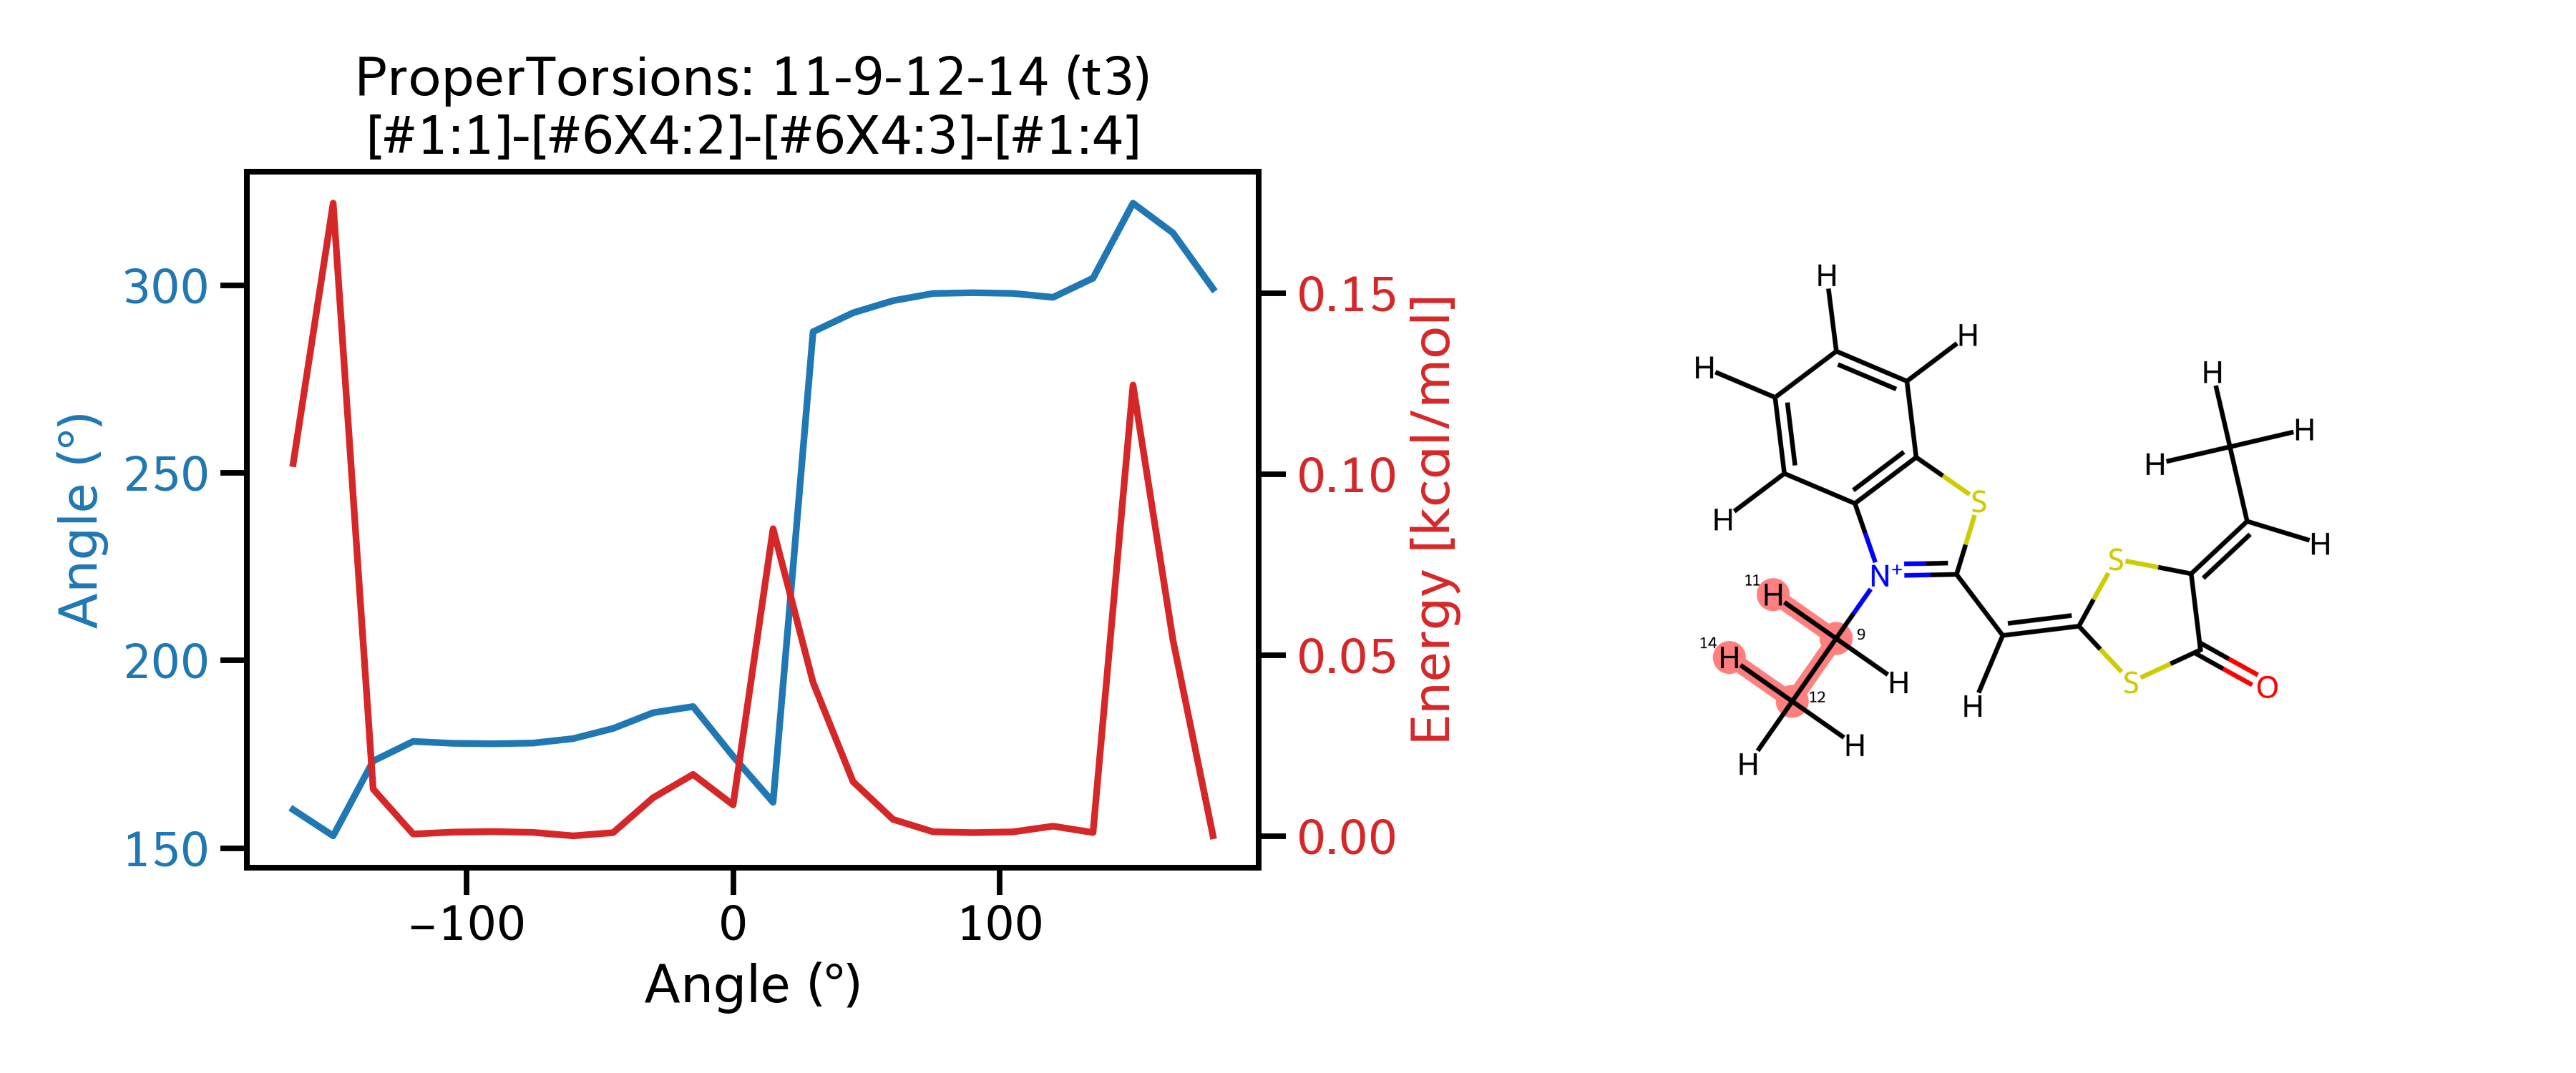 ProperTorsions: 11-9-12-14 (t3)
[#1:1]-[#6X4:2]-[#6X4:3]-[#1:4]
Angle (°)
300
250
200
150
−100
0
100
Angle (°)
0.15
0.10
0.05
0.00
Energy [kcal/mol]
H
H
H
H
H
H
H
S
H
S
H
N⁺
11
H
9
14
H
12
H
H
H
H
S
O
H